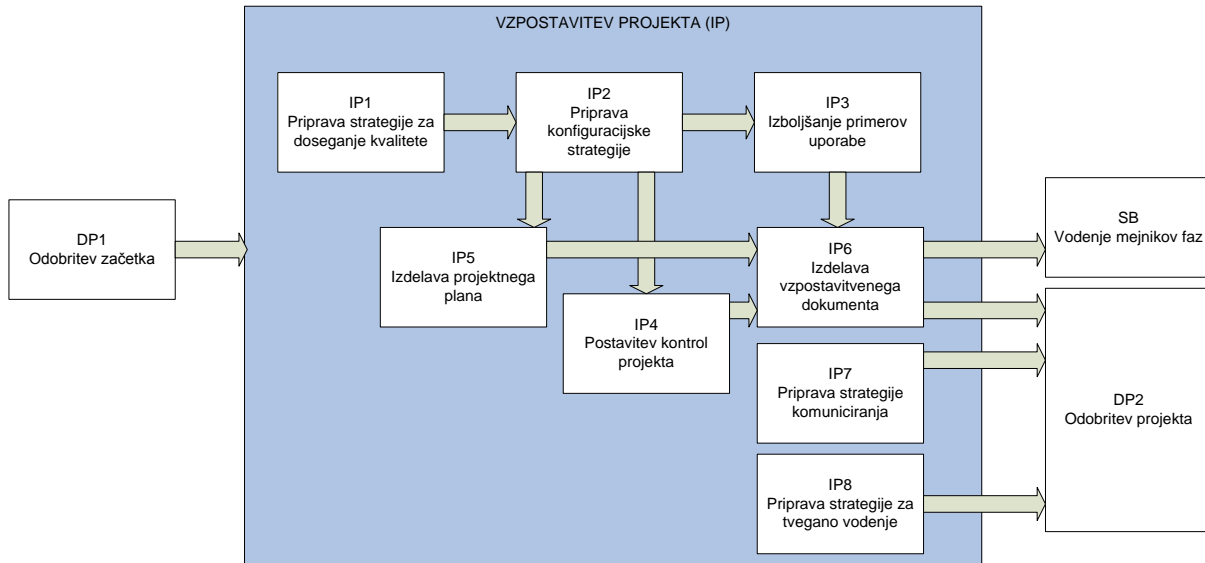 VZPOSTAVITEV PROJEKTA (IP)
IP1
Priprava strategije za
doseganje kvalitete
IP2
Priprava
konfiguracijske
strategije
IP3
Izboljšanje primerov
uporabe
DP1
Odobritev začetka
IP5
Izdelava projektnega
plana
IP4
Postavitev kontrol
projekta
IP6
Izdelava
vzpostavitvenega
dokumenta
SB
Vodenje mejnikov faz
IP7
Priprava strategije
komuniciranja
DP2
Odobritev projekta
IP8
Priprava strategije za
tvegano vodenje